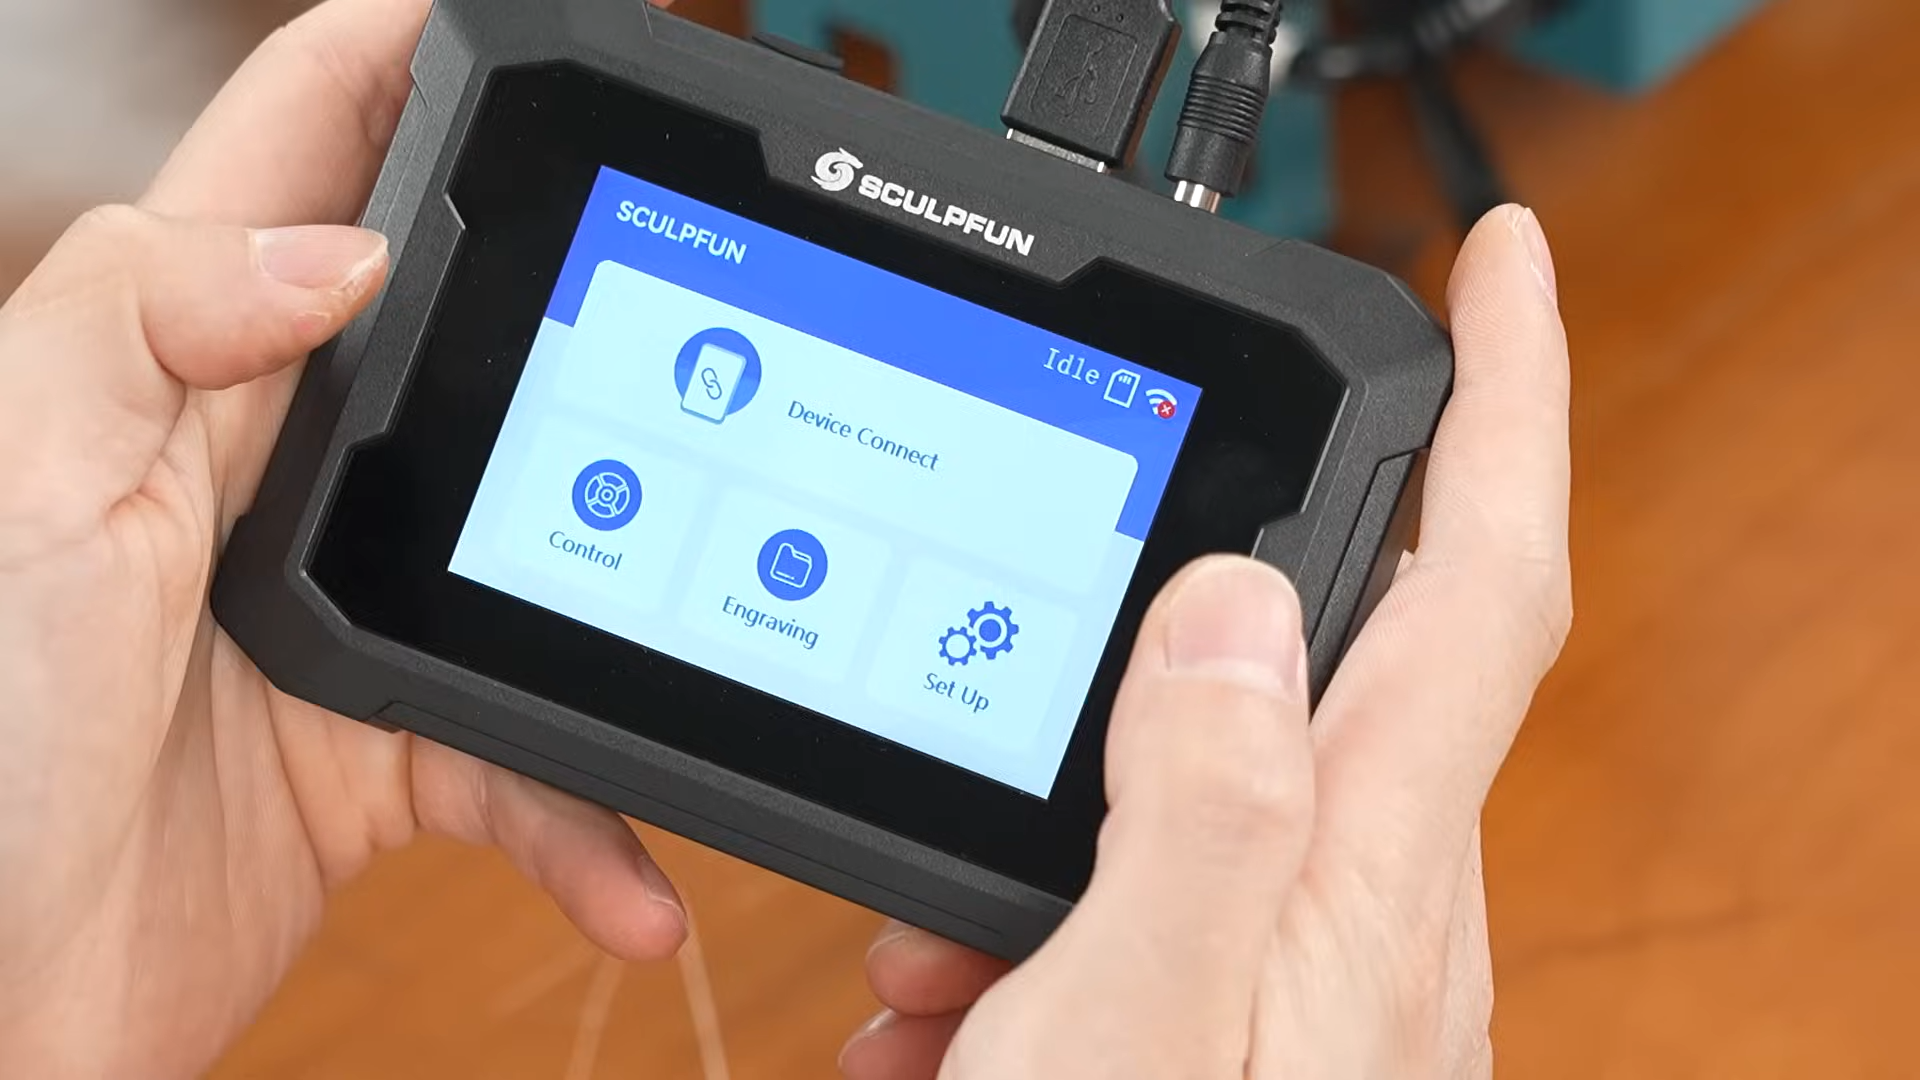 SCULPFUN
SCULPFUN
Idle
Device Connect
Control
Engraving
Set Up